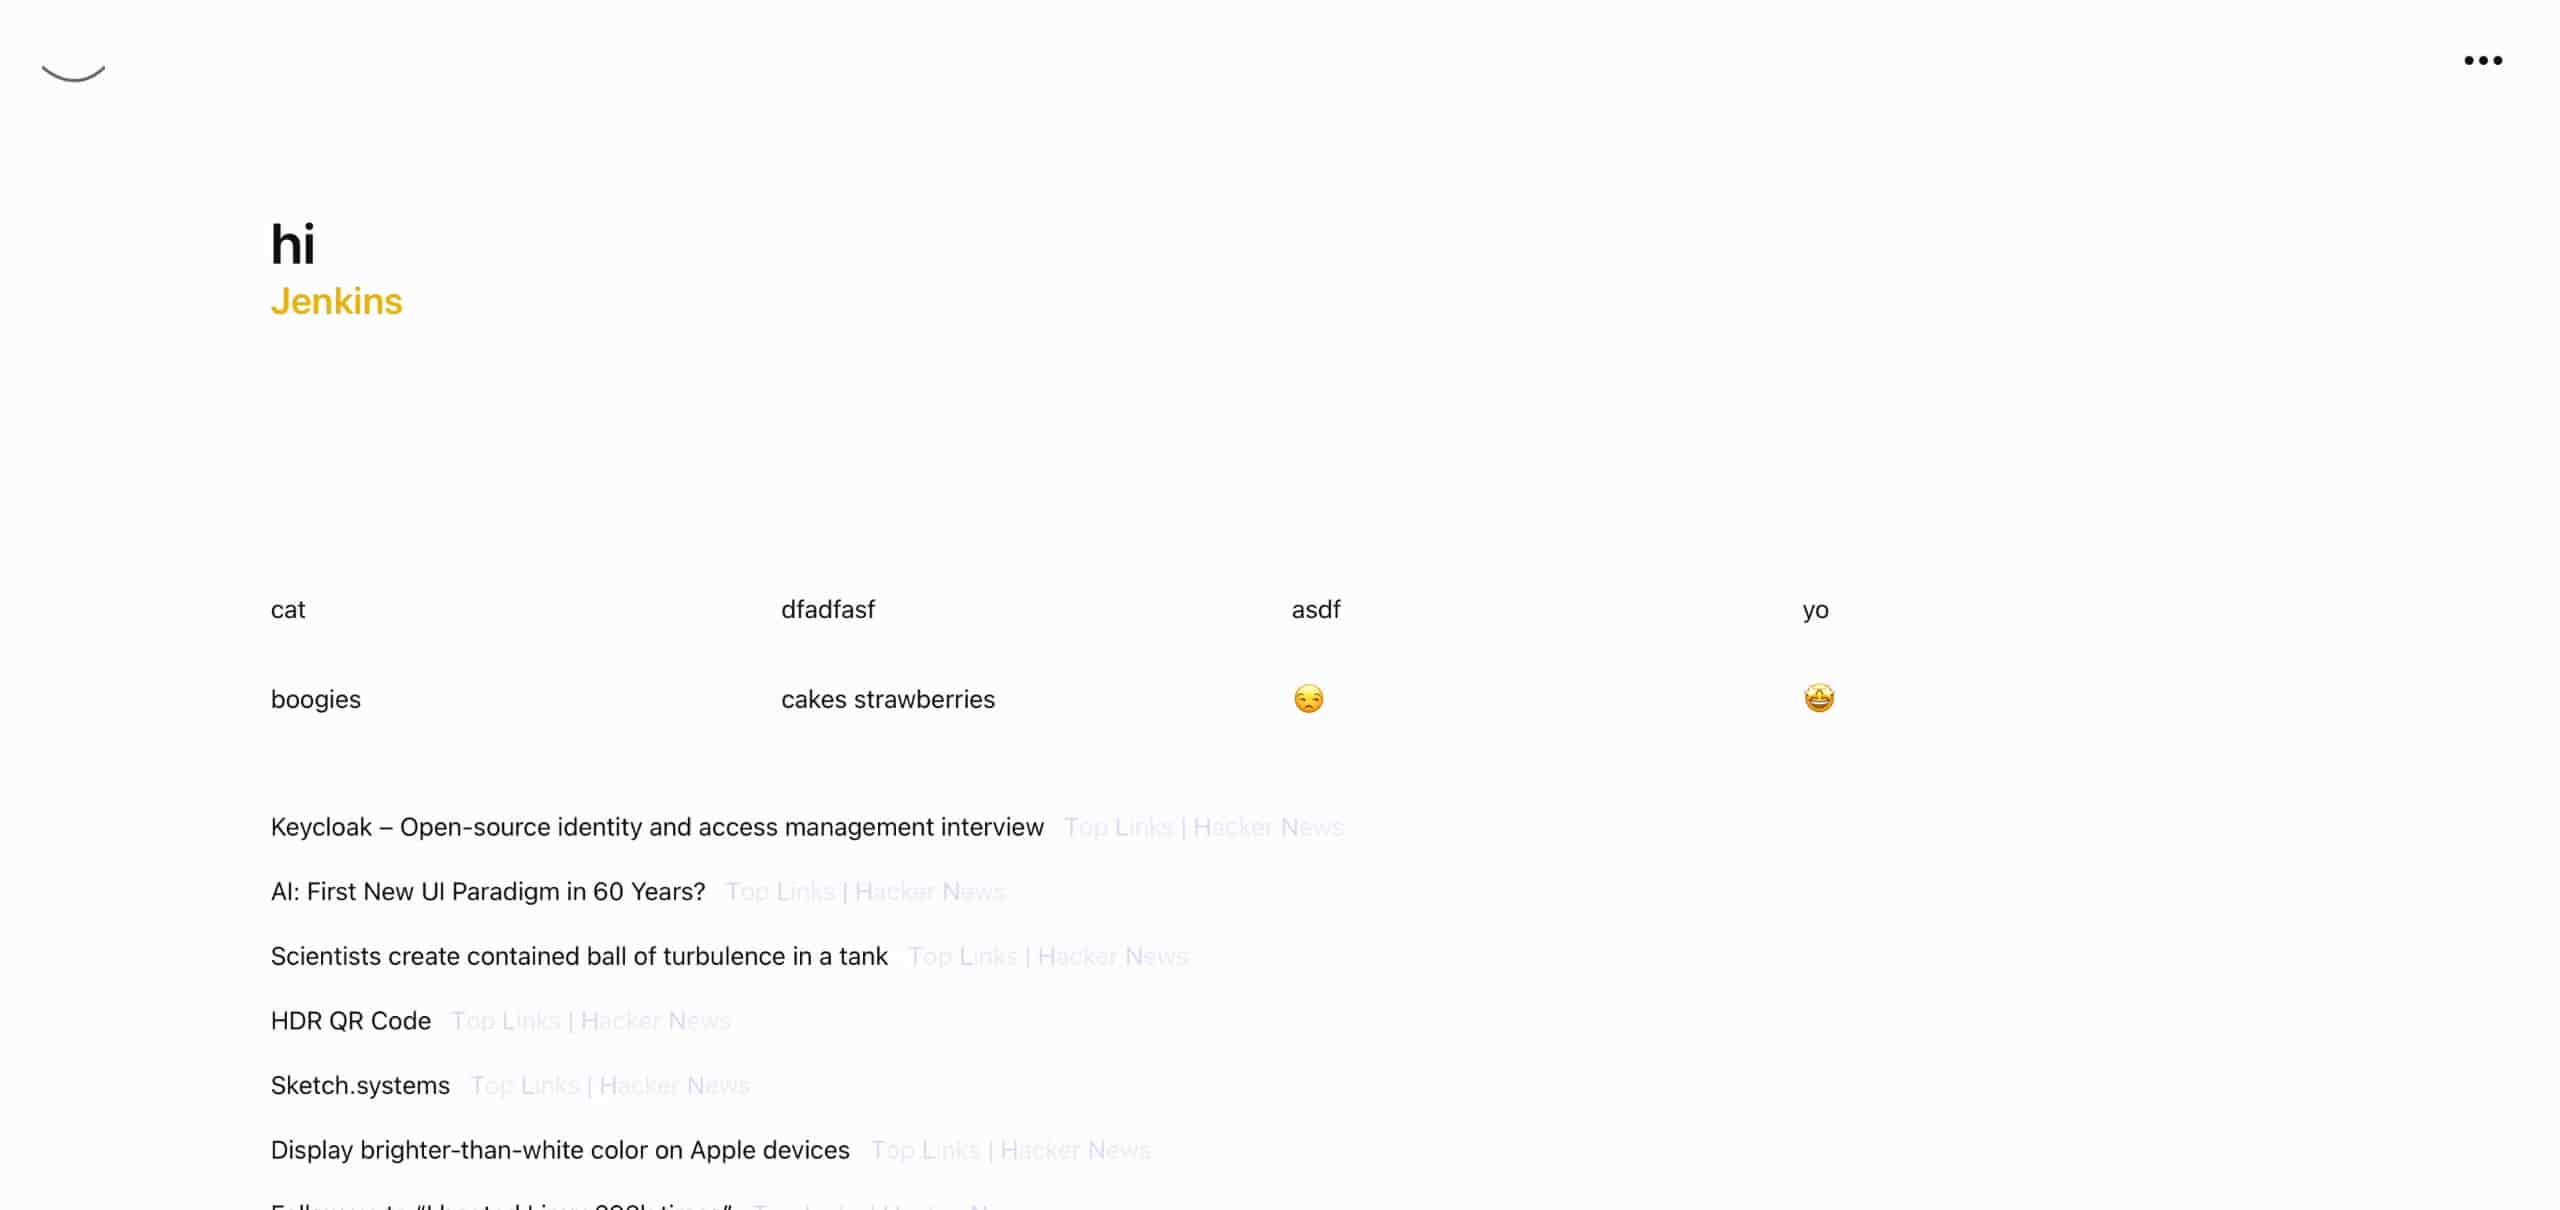 hi
Jenkins
cat dfadfasf asdf yo
boogies cakes strawberries 😒 🤩
Keycloak – Open-source identity and access management interview Top Links | Hacker News
AI: First New UI Paradigm in 60 Years? Top Links | Hacker News
Scientists create contained ball of turbulence in a tank Top Links | Hacker News
HDR QR Code Top Links | Hacker News
Sketch.systems Top Links | Hacker News
Display brighter-than-white color on Apple devices Top Links | Hacker News